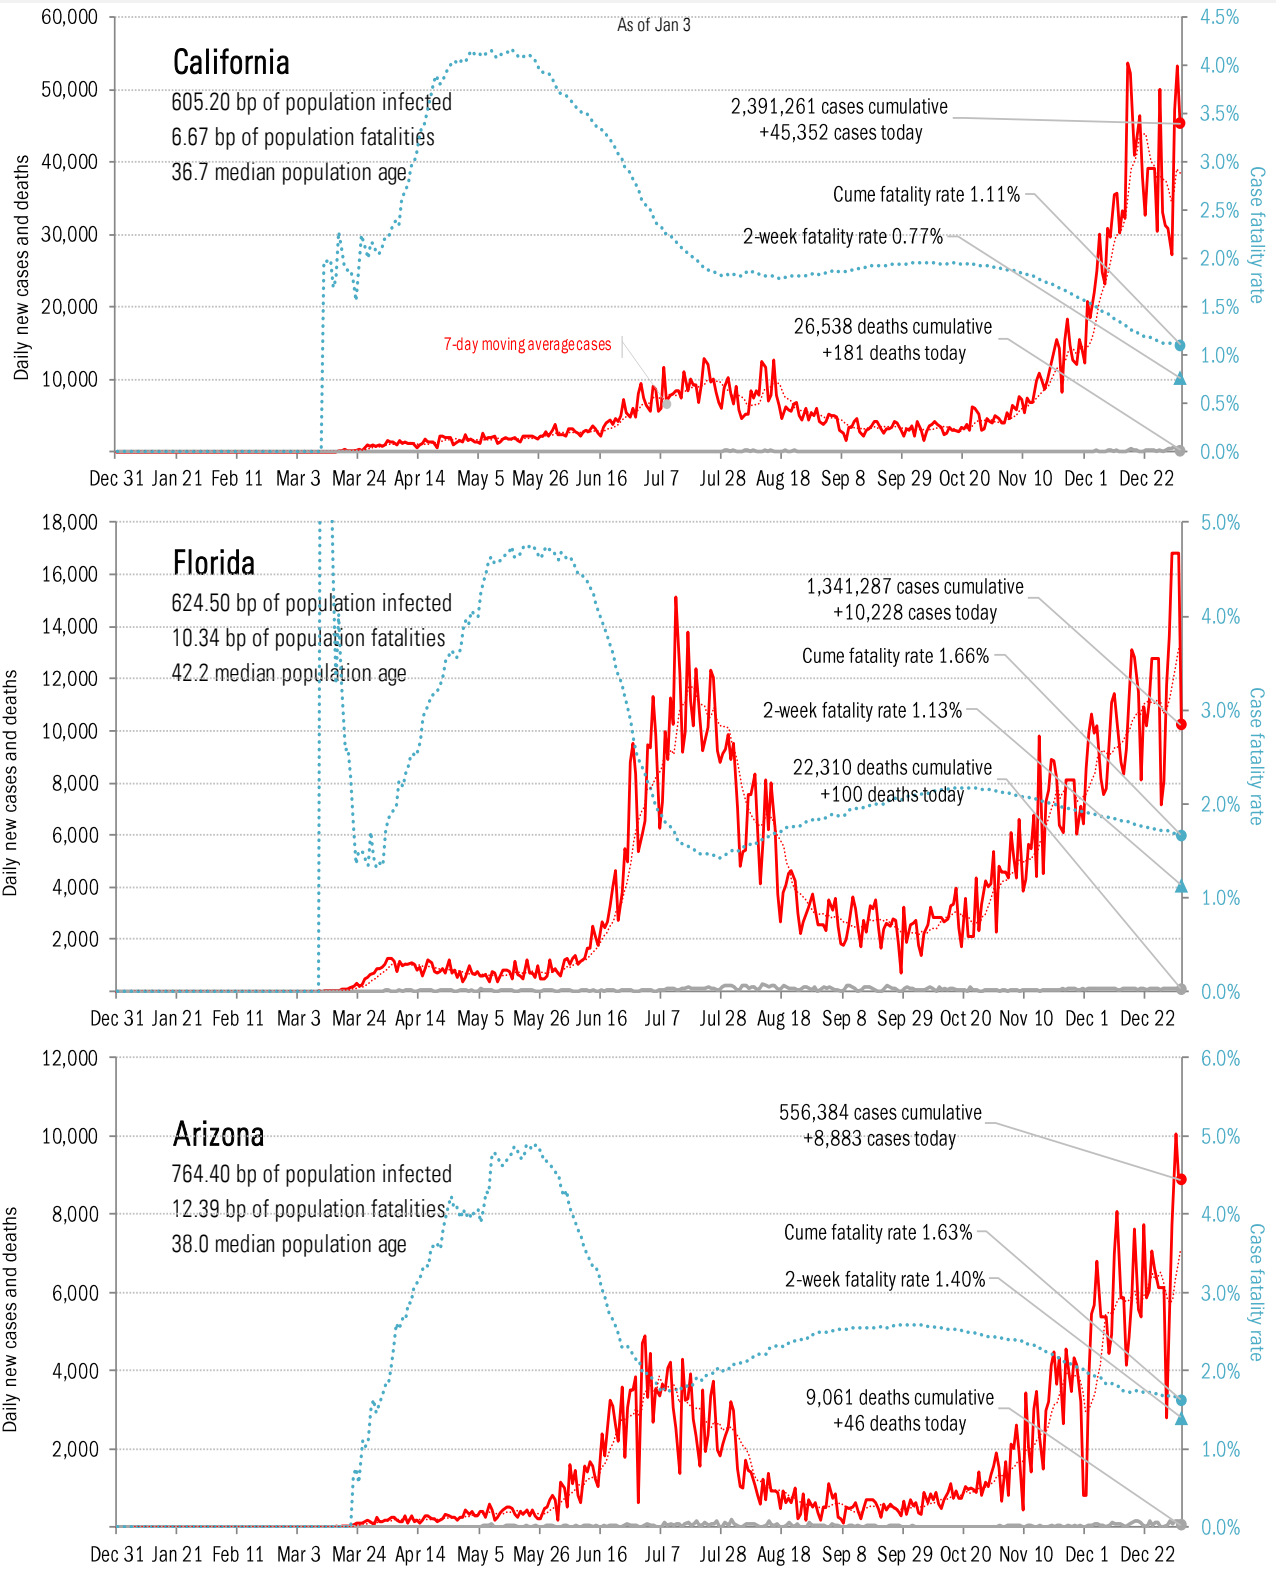 As of Jan 3
60,000
50,000
40,000
30,000
20,000
10,000
Daily new cases and deaths
California
605.20 bp of population infected
6.67 bp of population fatalities
36.7 median population age
2,391,261 cases cumulative
+45,352 cases today
Cume fatality rate 1.11%
2-week fatality rate 0.77%
7-day moving average cases
26,538 deaths cumulative
+181 deaths today
4.5%
4.0%
3.5%
3.0%
2.5%
2.0%
1.5%
1.0%
0.5%
0.0%
Case fatality rate
Dec 31 Jan 21 Feb 11 Mar 3 Mar 24 Apr 14 May 5 May 26 Jun 16 Jul 7 Jul 28 Aug 18 Sep 8 Sep 29 Oct 20 Nov 10 Dec 1 Dec 22
18,000
16,000
14,000
12,000
10,000
8,000
6,000
4,000
2,000
Daily new cases and deaths
Florida
624.50 bp of population infected
10.34 bp of population fatalities
42.2 median population age
1,341,287 cases cumulative
+10,228 cases today
Cume fatality rate 1.66%
2-week fatality rate 1.13%
22,310 deaths cumulative
+100 deaths today
5.0%
4.0%
3.0%
2.0%
1.0%
0.0%
Case fatality rate
Dec 31 Jan 21 Feb 11 Mar 3 Mar 24 Apr 14 May 5 May 26 Jun 16 Jul 7 Jul 28 Aug 18 Sep 8 Sep 29 Oct 20 Nov 10 Dec 1 Dec 22
12,000
10,000
8,000
6,000
4,000
2,000
Daily new cases and deaths
Arizona
764.40 bp of population infected
12.39 bp of population fatalities
38.0 median population age
556,384 cases cumulative
+8,883 cases today
Cume fatality rate 1.63%
2-week fatality rate 1.40%
9,061 deaths cumulative
+46 deaths today
6.0%
5.0%
4.0%
3.0%
2.0%
1.0%
0.0%
Case fatality rate
Dec 31 Jan 21 Feb 11 Mar 3 Mar 24 Apr 14 May 5 May 26 Jun 16 Jul 7 Jul 28 Aug 18 Sep 8 Sep 29 Oct 20 Nov 10 Dec 1 Dec 22